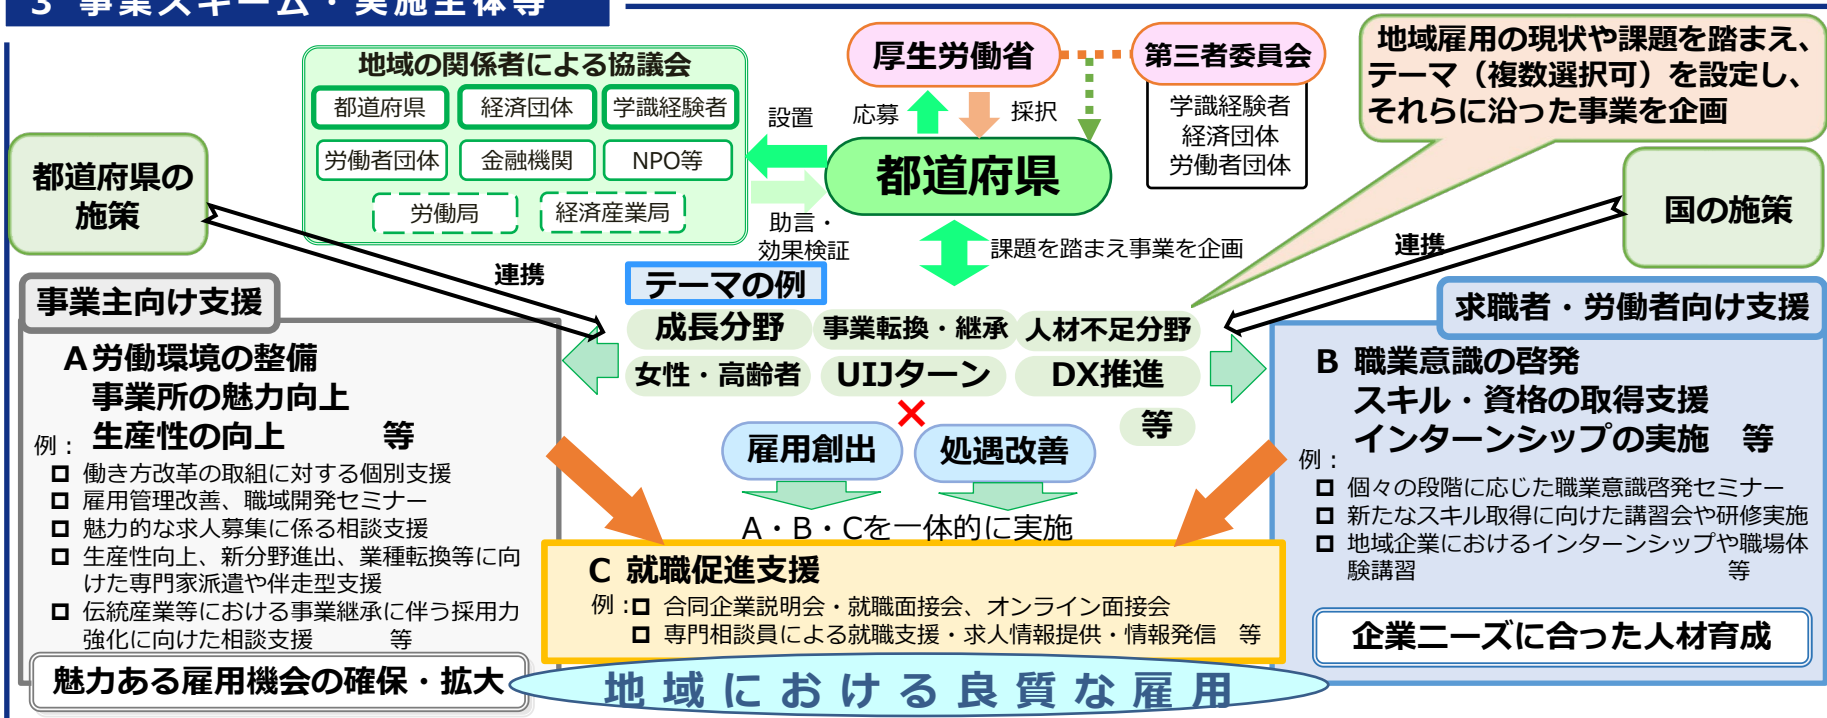 3 事業スキーム・実施主体等
地域の関係者による協議会
都道府県
経済団体
学識経験者
労働者団体
金融機関
NPO等
労働局
経済産業局
設置
助言・
効果検証
厚生労働省
応募
採択
都道府県
第三者委員会
学識経験者
経済団体
労働者団体
地域雇用の現状や課題を踏まえ、
テーマ（複数選択可）を設定し、
それらに沿った事業を企画
都道府県の
施策
連携
国の施策
連携
課題を踏まえ事業を企画
テーマの例
成長分野
事業転換・継承
人材不足分野
女性・高齢者
UIJターン
DX推進
等
×
雇用創出
処遇改善
A・B・Cを一体的に実施
事業主向け支援
A 労働環境の整備
事業所の魅力向上
生産性の向上 等
例：
働き方改革の取組に対する個別支援
雇用管理改善、職域開発セミナー
魅力的な求人募集に係る相談支援
生産性向上、新分野進出、業種転換等に向
けた専門家派遣や伴走型支援
伝統産業等における事業継承に伴う採用力
強化に向けた相談支援 等
魅力ある雇用機会の確保・拡大
求職者・労働者向け支援
B 職業意識の啓発
スキル・資格の取得支援
インターンシップの実施 等
例：
個々の段階に応じた職業意識啓発セミナー
新たなスキル取得に向けた講習会や研修実施
地域企業におけるインターンシップや職場体
験講習 等
企業ニーズに合った人材育成
C 就職促進支援
例：
合同企業説明会・就職面接会、オンライン面接会
専門相談員による就職支援・求人情報提供・情報発信 等
地域における良質な雇用